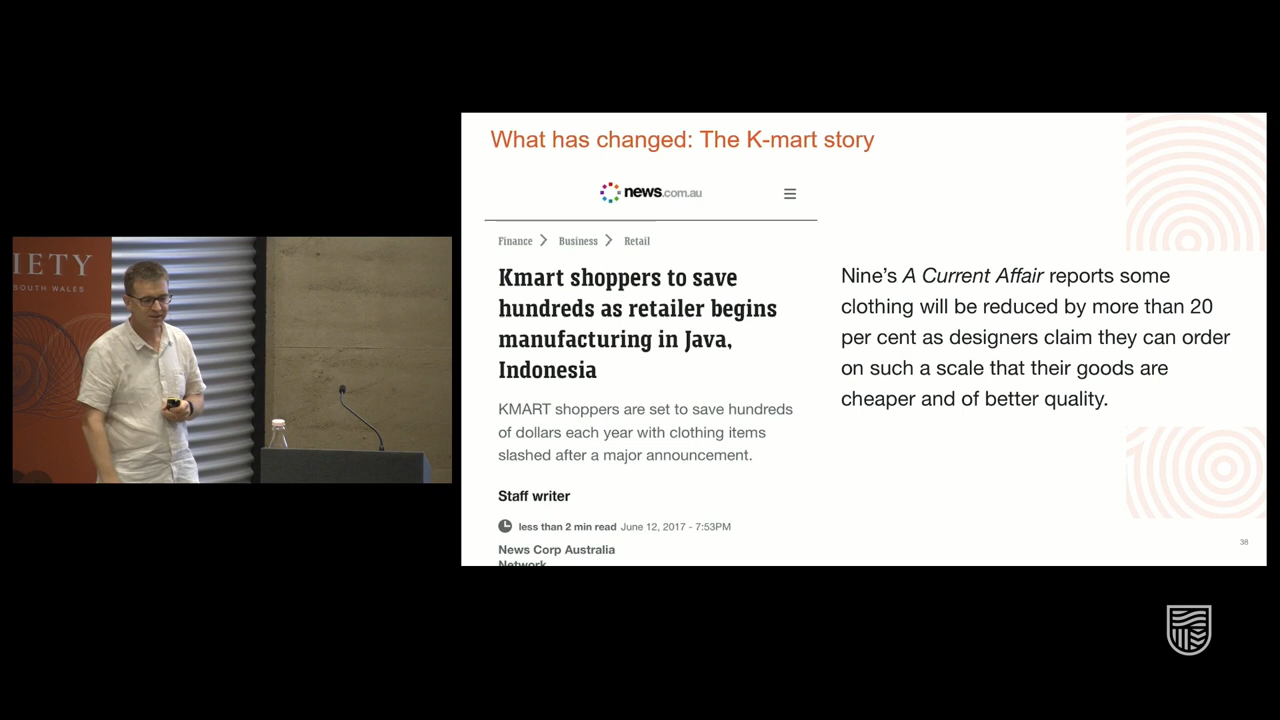 IETY
SOUTH WALES
What has changed: The K-mart story
news.com.au
Finance > Business > Retail
Kmart shoppers to save
hundreds as retailer begins
manufacturing in Java,
Indonesia
KMART shoppers are set to save hundreds
of dollars each year with clothing items
slashed after a major announcement.
Staff writer
less than 2 min read June 12, 2017 - 7:53PM
News Corp Australia
Network
Nine's A Current Affair reports some
clothing will be reduced by more than 20
per cent as designers claim they can order
on such a scale that their goods are
cheaper and of better quality.
38